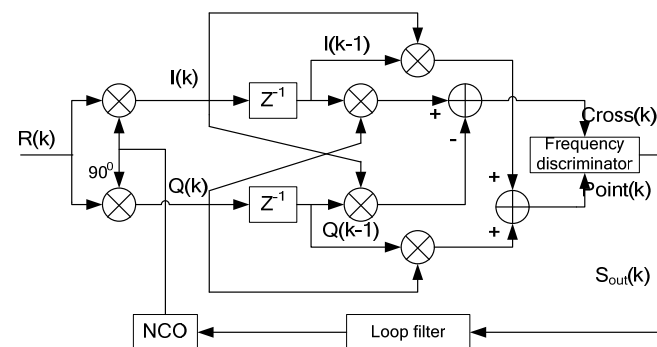 I(k-1)
I(k)
Z⁻¹
+
-
Cross(k)
R(k)
Frequency
discriminator
90⁰
Q(k)
Z⁻¹
+
Point(k)
Q(k-1)
+
Sout(k)
NCO
Loop filter